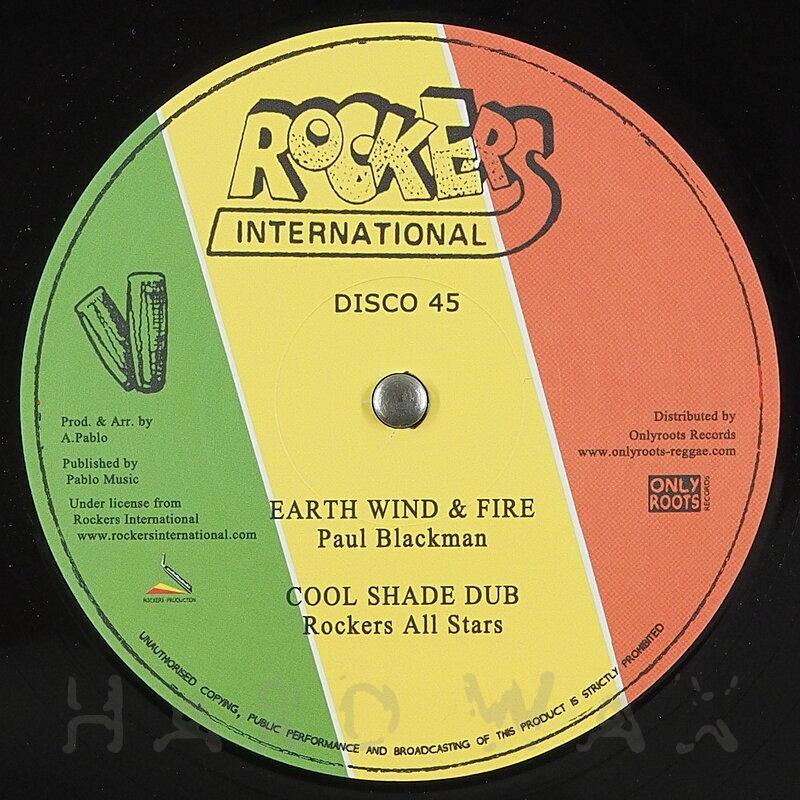 ROCKERS
INTERNATIONAL
DISCO 45
Prod. & Arr. by
A.Pablo
Published by
Pablo Music
Under license from
Rockers International
www.rockersinternational.com
ROCKERS PRODUCTION
Distributed by
Onlyroots Records
www.onlyroots-reggae.com
ONLY
ROOTS
RECORDS
EARTH WIND & FIRE
Paul Blackman
COOL SHADE DUB
Rockers All Stars
UNAUTHORISED COPYING, PUBLIC PERFORMANCE AND BROADCASTING OF THIS PRODUCT IS STRICTLY PROHIBITED
HARD WAX